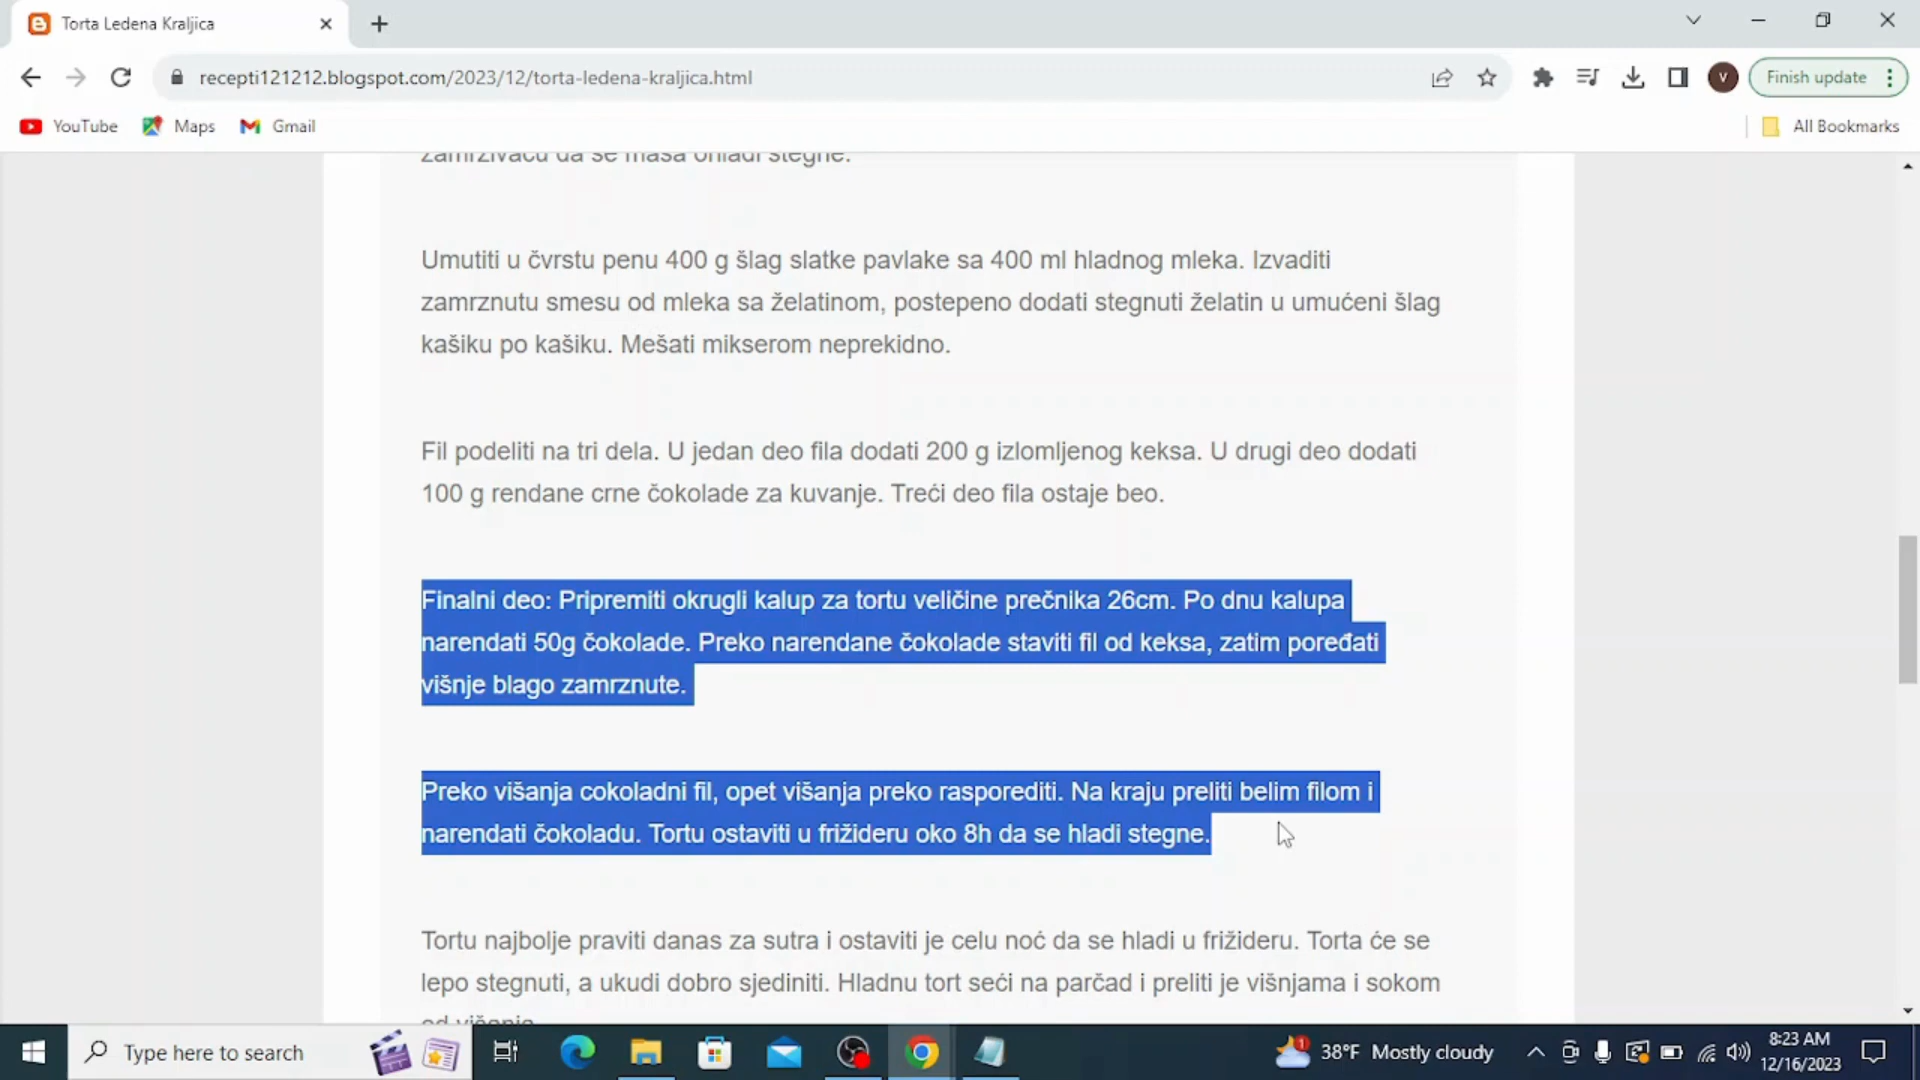 Torta Ledena Kraljica
recepti121212.blogspot.com/2023/12/torta-ledena-kraljica.html
V
Finish update
YouTube
Maps
Gmail
All Bookmarks
zamrzivaču da se masa ohladi stegne.
Umutiti u čvrstu penu 400 g šlag slatke pavlake sa 400 ml hladnog mleka. Izvaditi
zamrznutu smesu od mleka sa želatinom, postepeno dodati stegnuti želatin u umućeni šlag
kašiku po kašiku. Mešati mikserom neprekidno.
Fil podeliti na tri dela. U jedan deo fila dodati 200 g izlomljenog keksa. U drugi deo dodati
100 g rendane crne čokolade za kuvanje. Treći deo fila ostaje beo.
Finalni deo: Pripremiti okrugli kalup za tortu veličine prečnika 26cm. Po dnu kalupa
narendati 50g čokolade. Preko narendane čokolade staviti fil od keksa, zatim poređati
višnje blago zamrznute.
Preko višanja cokoladni fil, opet višanja preko rasporediti. Na kraju preliti belim filom i
narendati čokoladu. Tortu ostaviti u frižideru oko 8h da se hladi stegne.
Tortu najbolje praviti danas za sutra i ostaviti je celu noć da se hladi u frižideru. Torta će se
lepo stegnuti, a ukudi dobro sjediniti. Hladnu tort seći na parčad i preliti je višnjama i sokom
od višanja.
Type here to search
1
38°F Mostly cloudy
8:23 AM
12/16/2023